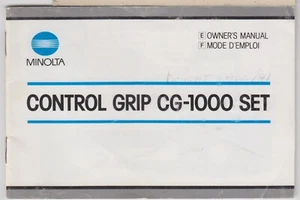 MINOLTA
E OWNER'S MANUAL
F MODE D'EMPLOI
CONTROL GRIP CG-1000 SET